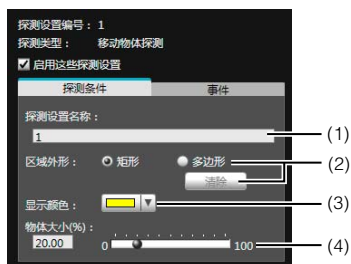 探测设置编号：1
探测类型： 移动物体探测
启用这些探测设置
探测条件 事件
探测设置名称：
1 (1)
区域外形： 矩形 多边形 (2)
清除
显示颜色： (3)
物体大小(%)：
20.00 0 100 (4)